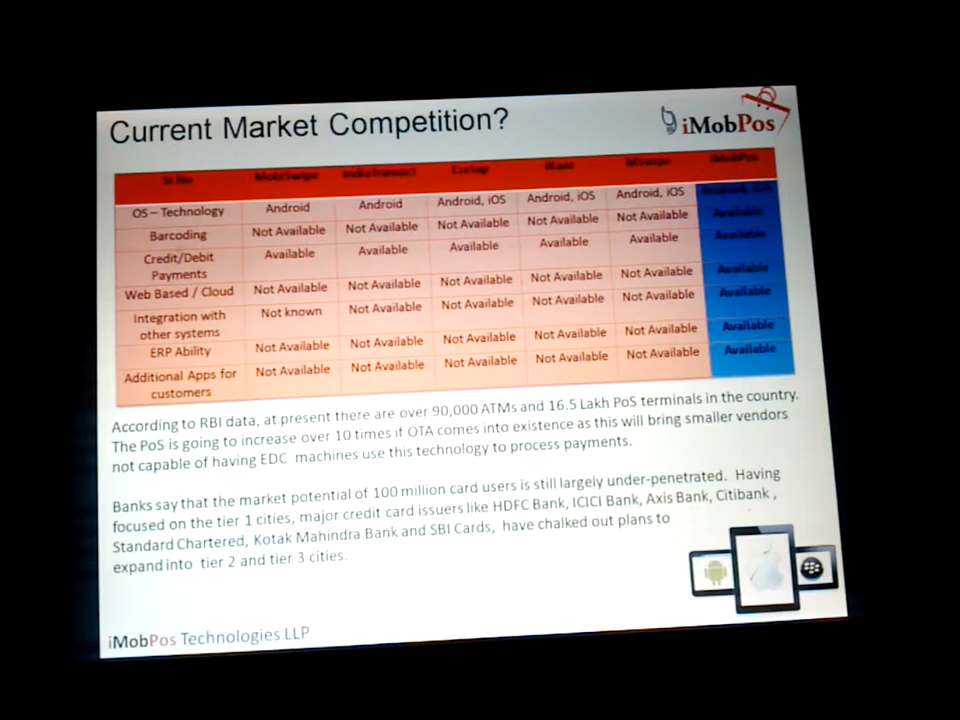 Current Market Competition?
iMobPos
Sr.No MobiSwipe IndiaTransact Ezetap iKaaz MSwipe iMobPos
OS – Technology Android Android Android, iOS Android, iOS Android, iOS Android, iOS
Barcoding Not Available Not Available Not Available Not Available Not Available Available
Credit/Debit Payments Available Available Available Available Available Available
Web Based / Cloud Not Available Not Available Not Available Not Available Not Available Available
Integration with other systems Not known Not Available Not Available Not Available Not Available Available
ERP Ability Not Available Not Available Not Available Not Available Not Available Available
Additional Apps for customers Not Available Not Available Not Available Not Available Not Available Available
According to RBI data, at present there are over 90,000 ATMs and 16.5 Lakh PoS terminals in the country.
The PoS is going to increase over 10 times if OTA comes into existence as this will bring smaller vendors
not capable of having EDC machines use this technology to process payments.
Banks say that the market potential of 100 million card users is still largely under-penetrated. Having
focused on the tier 1 cities, major credit card issuers like HDFC Bank, ICICI Bank, Axis Bank, Citibank ,
Standard Chartered, Kotak Mahindra Bank and SBI Cards, have chalked out plans to
expand into tier 2 and tier 3 cities.
iMobPos Technologies LLP